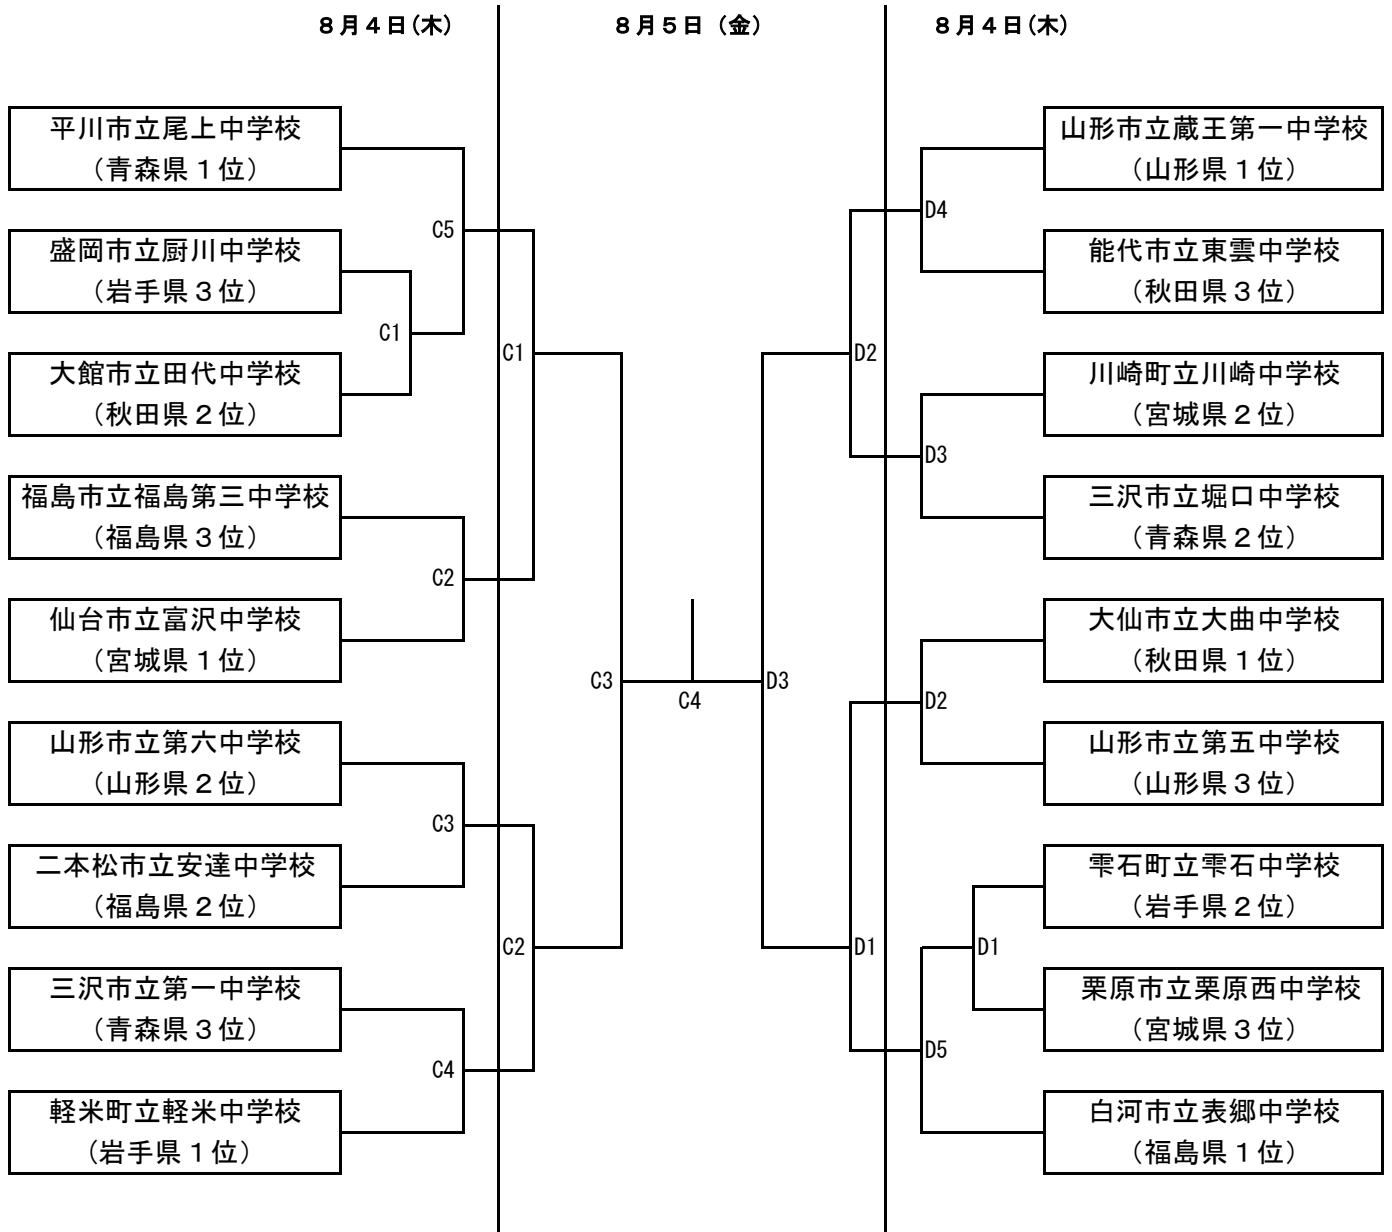 ８月４日(木)
８月５日（金）
８月４日(木)
平川市立尾上中学校
（青森県１位）
盛岡市立厨川中学校
（岩手県３位）
大館市立田代中学校
（秋田県２位）
福島市立福島第三中学校
（福島県３位）
仙台市立富沢中学校
（宮城県１位）
山形市立第六中学校
（山形県２位）
二本松市立安達中学校
（福島県２位）
三沢市立第一中学校
（青森県３位）
軽米町立軽米中学校
（岩手県１位）
C5
C1
C2
C3
C4
C1
C2
C3
C4
D3
D2
D1
D4
D3
D2
D1
D5
山形市立蔵王第一中学校
（山形県１位）
能代市立東雲中学校
（秋田県３位）
川崎町立川崎中学校
（宮城県２位）
三沢市立堀口中学校
（青森県２位）
大仙市立大曲中学校
（秋田県１位）
山形市立第五中学校
（山形県３位）
雫石町立雫石中学校
（岩手県２位）
栗原市立栗原西中学校
（宮城県３位）
白河市立表郷中学校
（福島県１位）